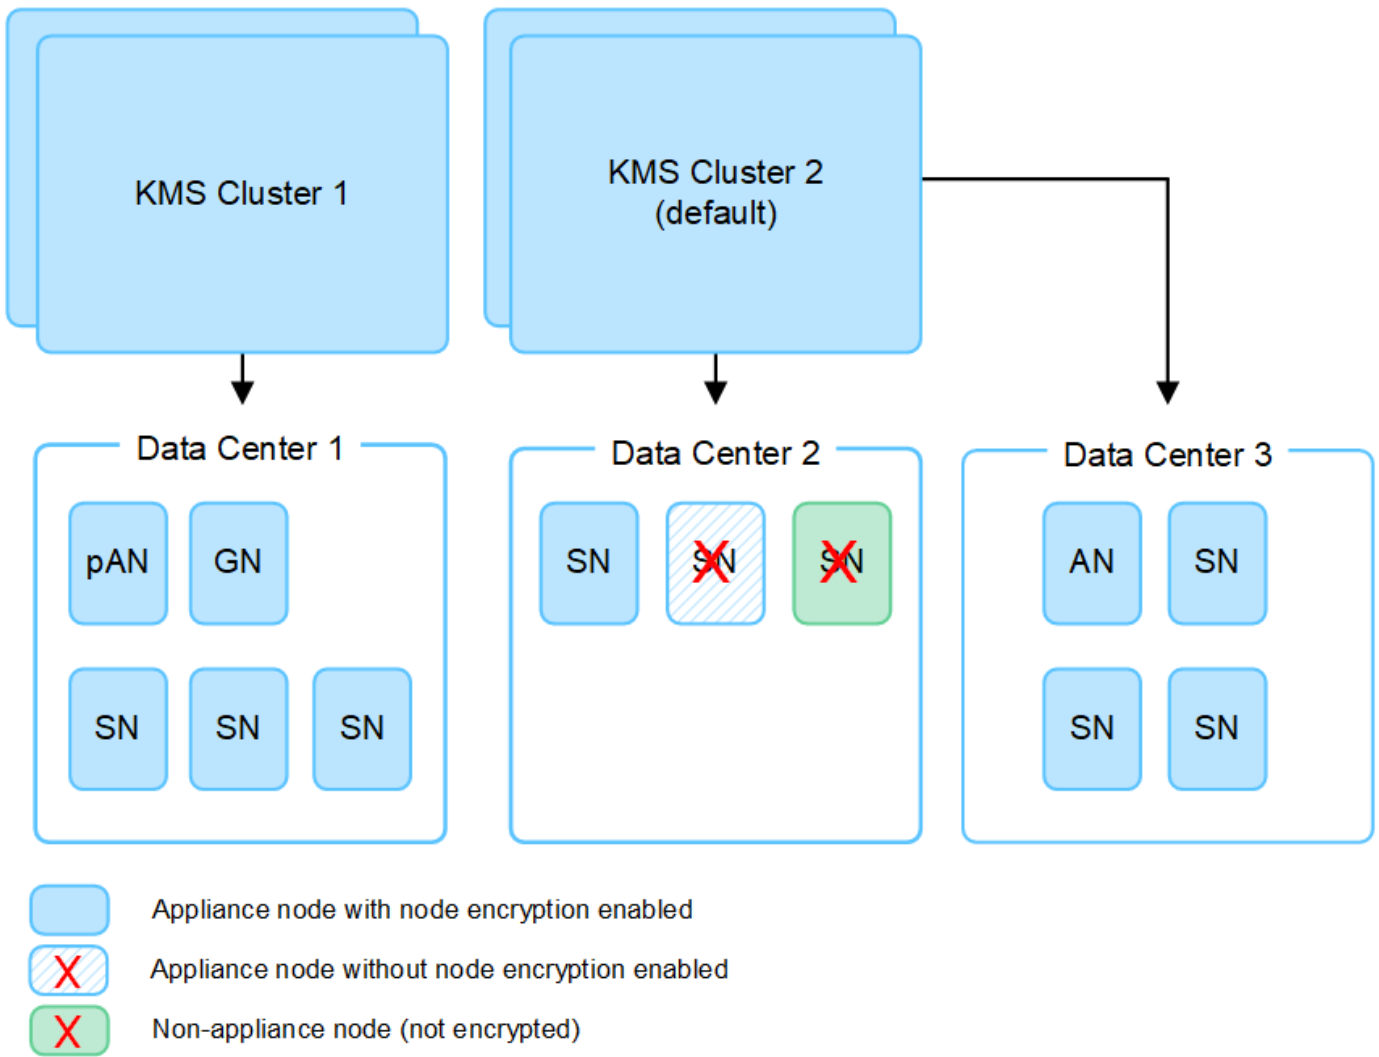 KMS Cluster 1
KMS Cluster 2
(default)
Data Center 1
Data Center 2
Data Center 3
pAN
GN
SN
SN
SN
SN
SN
SN
AN
SN
SN
SN
X Appliance node with node encryption enabled
X Appliance node without node encryption enabled
X Non-appliance node (not encrypted)